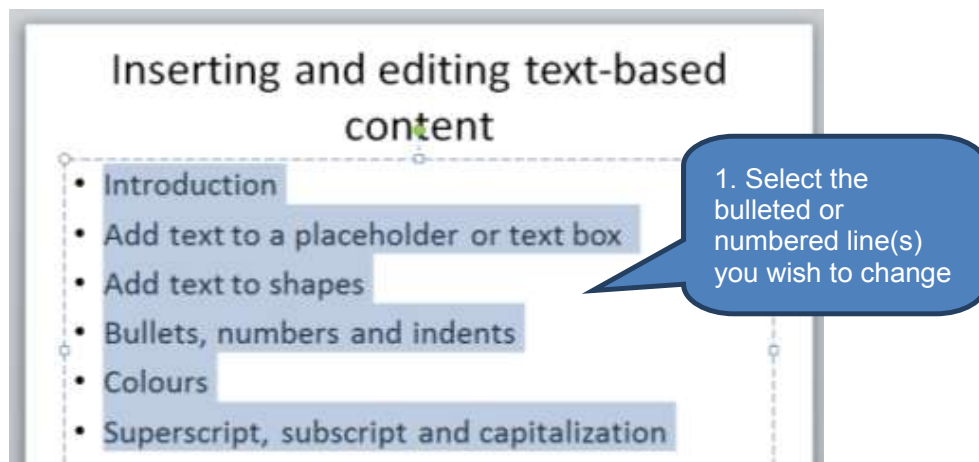 Inserting and editing text-based
content
• Introduction
• Add text to a placeholder or text box
• Add text to shapes
• Bullets, numbers and indents
• Colours
• Superscript, subscript and capitalization
1. Select the
bulleted or
numbered line(s)
you wish to change